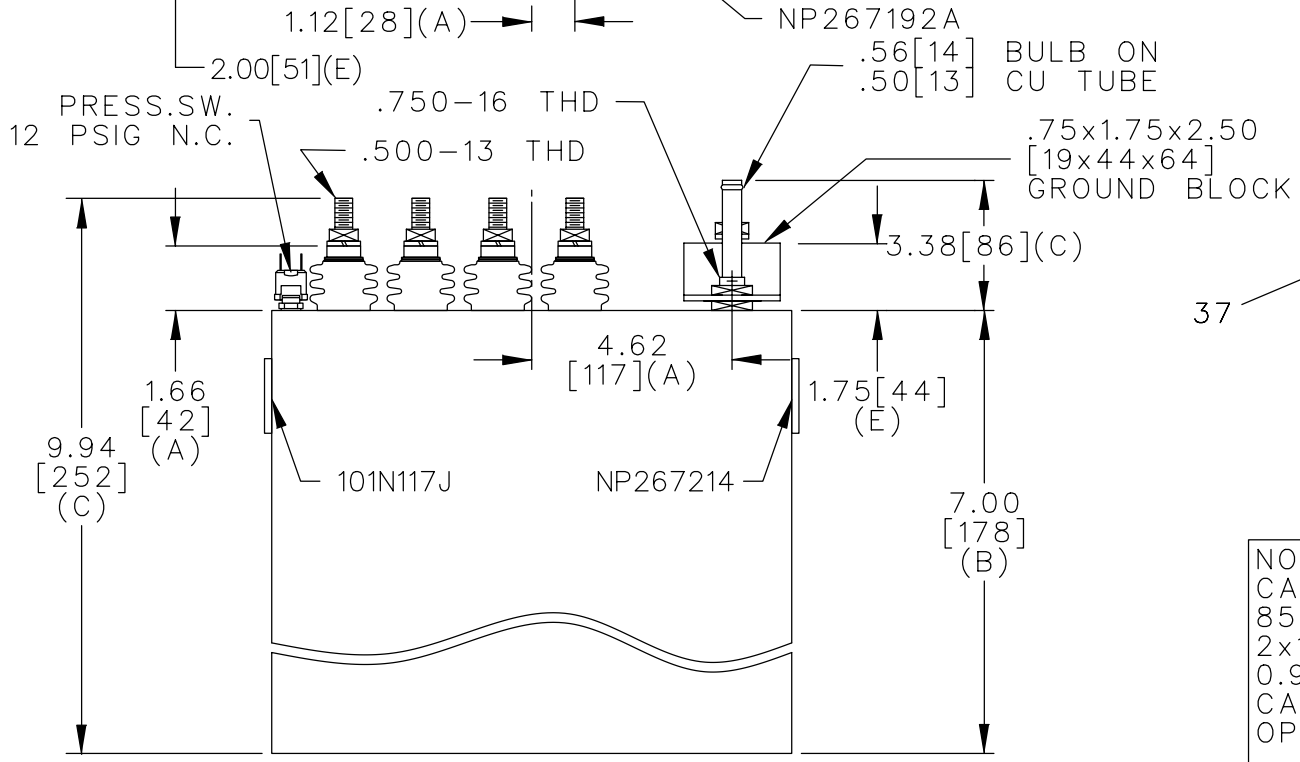 1.12[28](A)
NP267192A
2.00[51](E)
.56[14] BULB ON
.50[13] CU TUBE
PRESS.SW.
12 PSIG N.C.
.750-16 THD
.500-13 THD
.75x1.75x2.50
[19x44x64]
GROUND BLOCK
3.38[86](C)
37
4.62
[117](A)
1.66
[42]
(A)
1.75[44]
(E)
9.94
[252]
(C)
101N117J
NP267214
7.00
[178]
(B)
NO
CA
85
2x
0.9
CA
OP